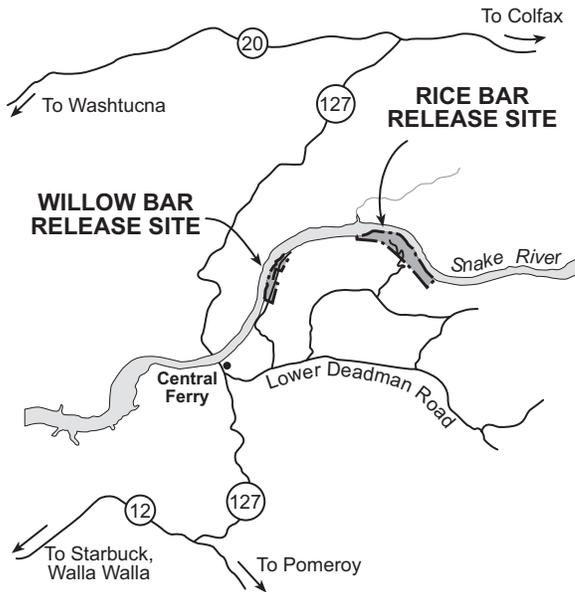 To Colfax
20
To Washtucna
127
RICE BAR
RELEASE SITE
WILLOW BAR
RELEASE SITE
Snake River
Central
Ferry
Lower Deadman Road
12
127
To Starbuck,
Walla Walla
To Pomeroy